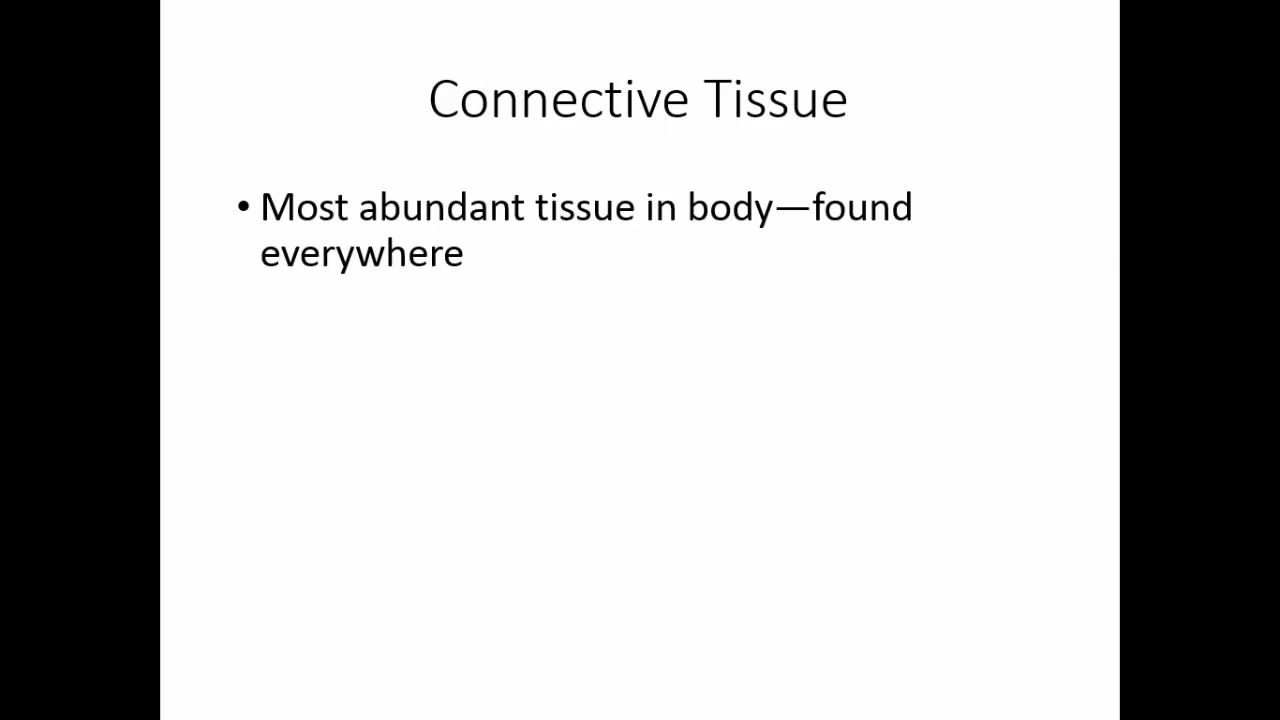 Connective Tissue
• Most abundant tissue in body—found
everywhere